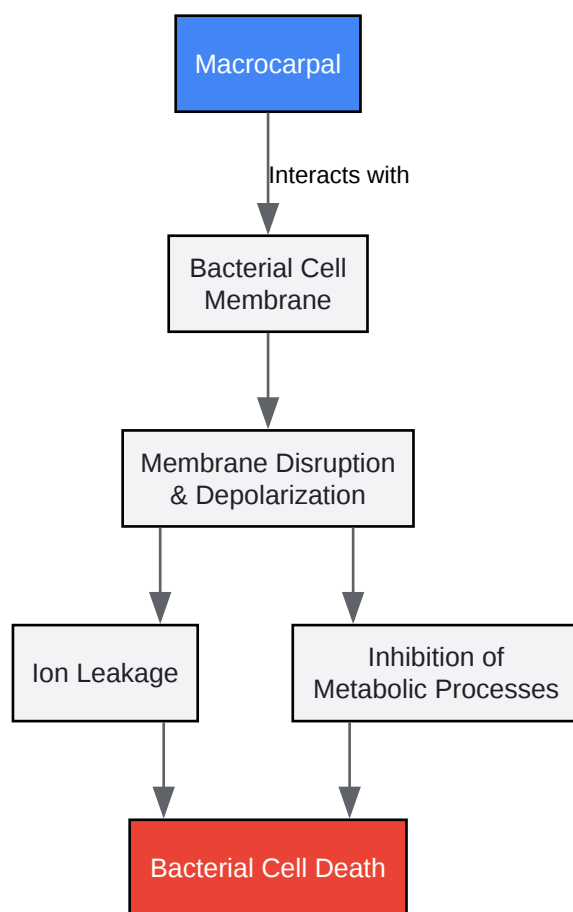 Macrocarpal
Interacts with
Bacterial Cell
Membrane
Membrane Disruption
& Depolarization
Ion Leakage
Inhibition of
Metabolic Processes
Bacterial Cell Death